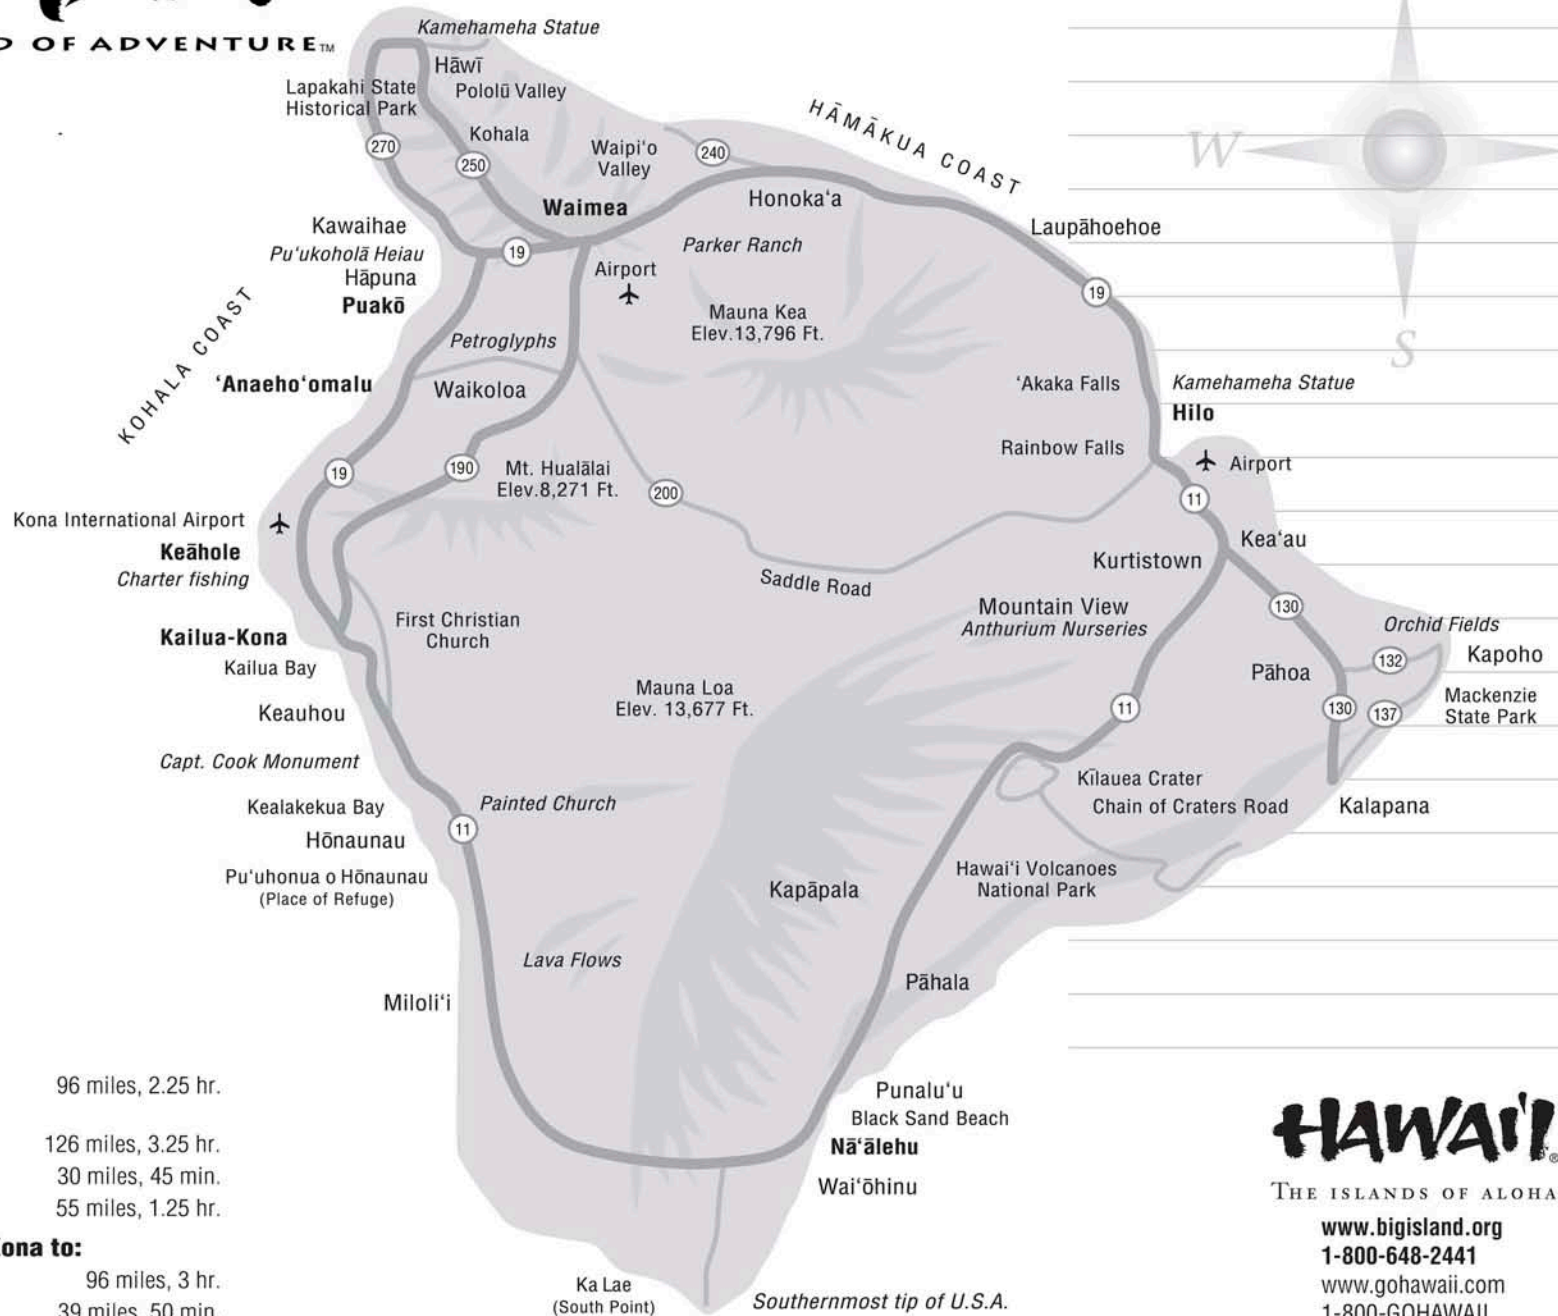 OF ADVENTURE™
Kamehameha Statue
Hāwī
Lapakahi State
Historical Park
Pololū Valley
Kohala
270
250
Waipi‘o
Valley
240
HĀMĀKUA COAST
W
Waimea
Honoka‘a
Laupāhoehoe
Kawaihae
Pu‘ukoholā Heiau
Hāpuna
Puakō
19
Parker Ranch
Airport
19
Mauna Kea
Elev.13,796 Ft.
S
KOHALA COAST
Petroglyphs
‘Anaeho‘omalu
Waikoloa
‘Akaka Falls
Kamehameha Statue
Hilo
Rainbow Falls
Airport
19
190
Mt. Hualālai
Elev.8,271 Ft.
200
11
Kona International Airport
Keāhole
Charter fishing
Kea‘au
Kurtistown
Saddle Road
130
Mountain View
Anthurium Nurseries
First Christian
Church
Orchid Fields
Kailua-Kona
Kailua Bay
132
Kapoho
Pāhoa
Keauhou
Mauna Loa
Elev. 13,677 Ft.
11
130
137
Mackenzie
State Park
Capt. Cook Monument
Kīlauea Crater
Chain of Craters Road
Kalapana
Kealakekua Bay
Painted Church
Hōnaunau
11
Pu‘uhonua o Hōnaunau
(Place of Refuge)
Kapāpala
Hawai‘i Volcanoes
National Park
Lava Flows
Pāhala
Miloli‘i
Punalu‘u
Black Sand Beach
Nā‘ālehu
Wai‘ōhinu
Ka Lae
(South Point)
Southernmost tip of U.S.A.
96 miles, 2.25 hr.
126 miles, 3.25 hr.
30 miles, 45 min.
55 miles, 1.25 hr.
ona to:
96 miles, 3 hr.
39 miles, 50 min.
HAWAI‘I®
THE ISLANDS OF ALOHA
www.bigisland.org
1-800-648-2441
www.gohawaii.com
1-800-GOHAWAII